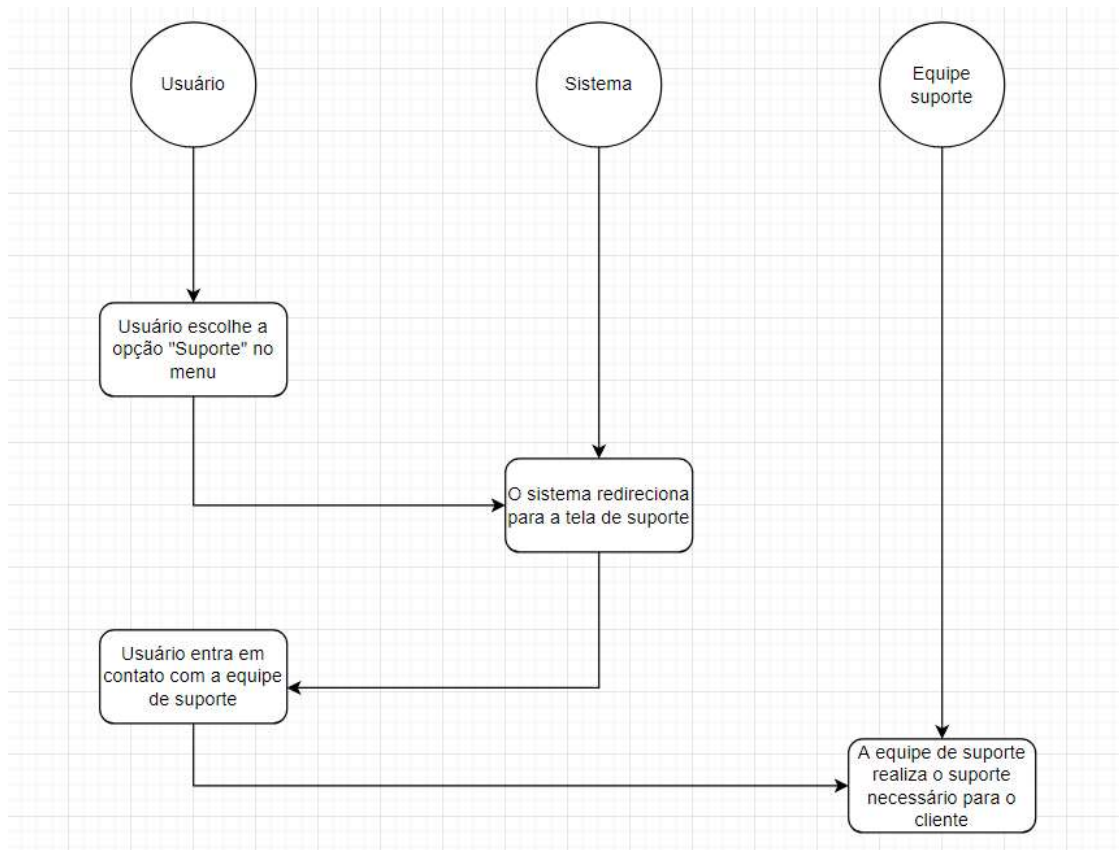 Usuário
Sistema
Equipe
suporte
Usuário escolhe a
opção "Suporte" no
menu
O sistema redireciona
para a tela de suporte
Usuário entra em
contato com a equipe
de suporte
A equipe de suporte
realiza o suporte
necessário para o
cliente